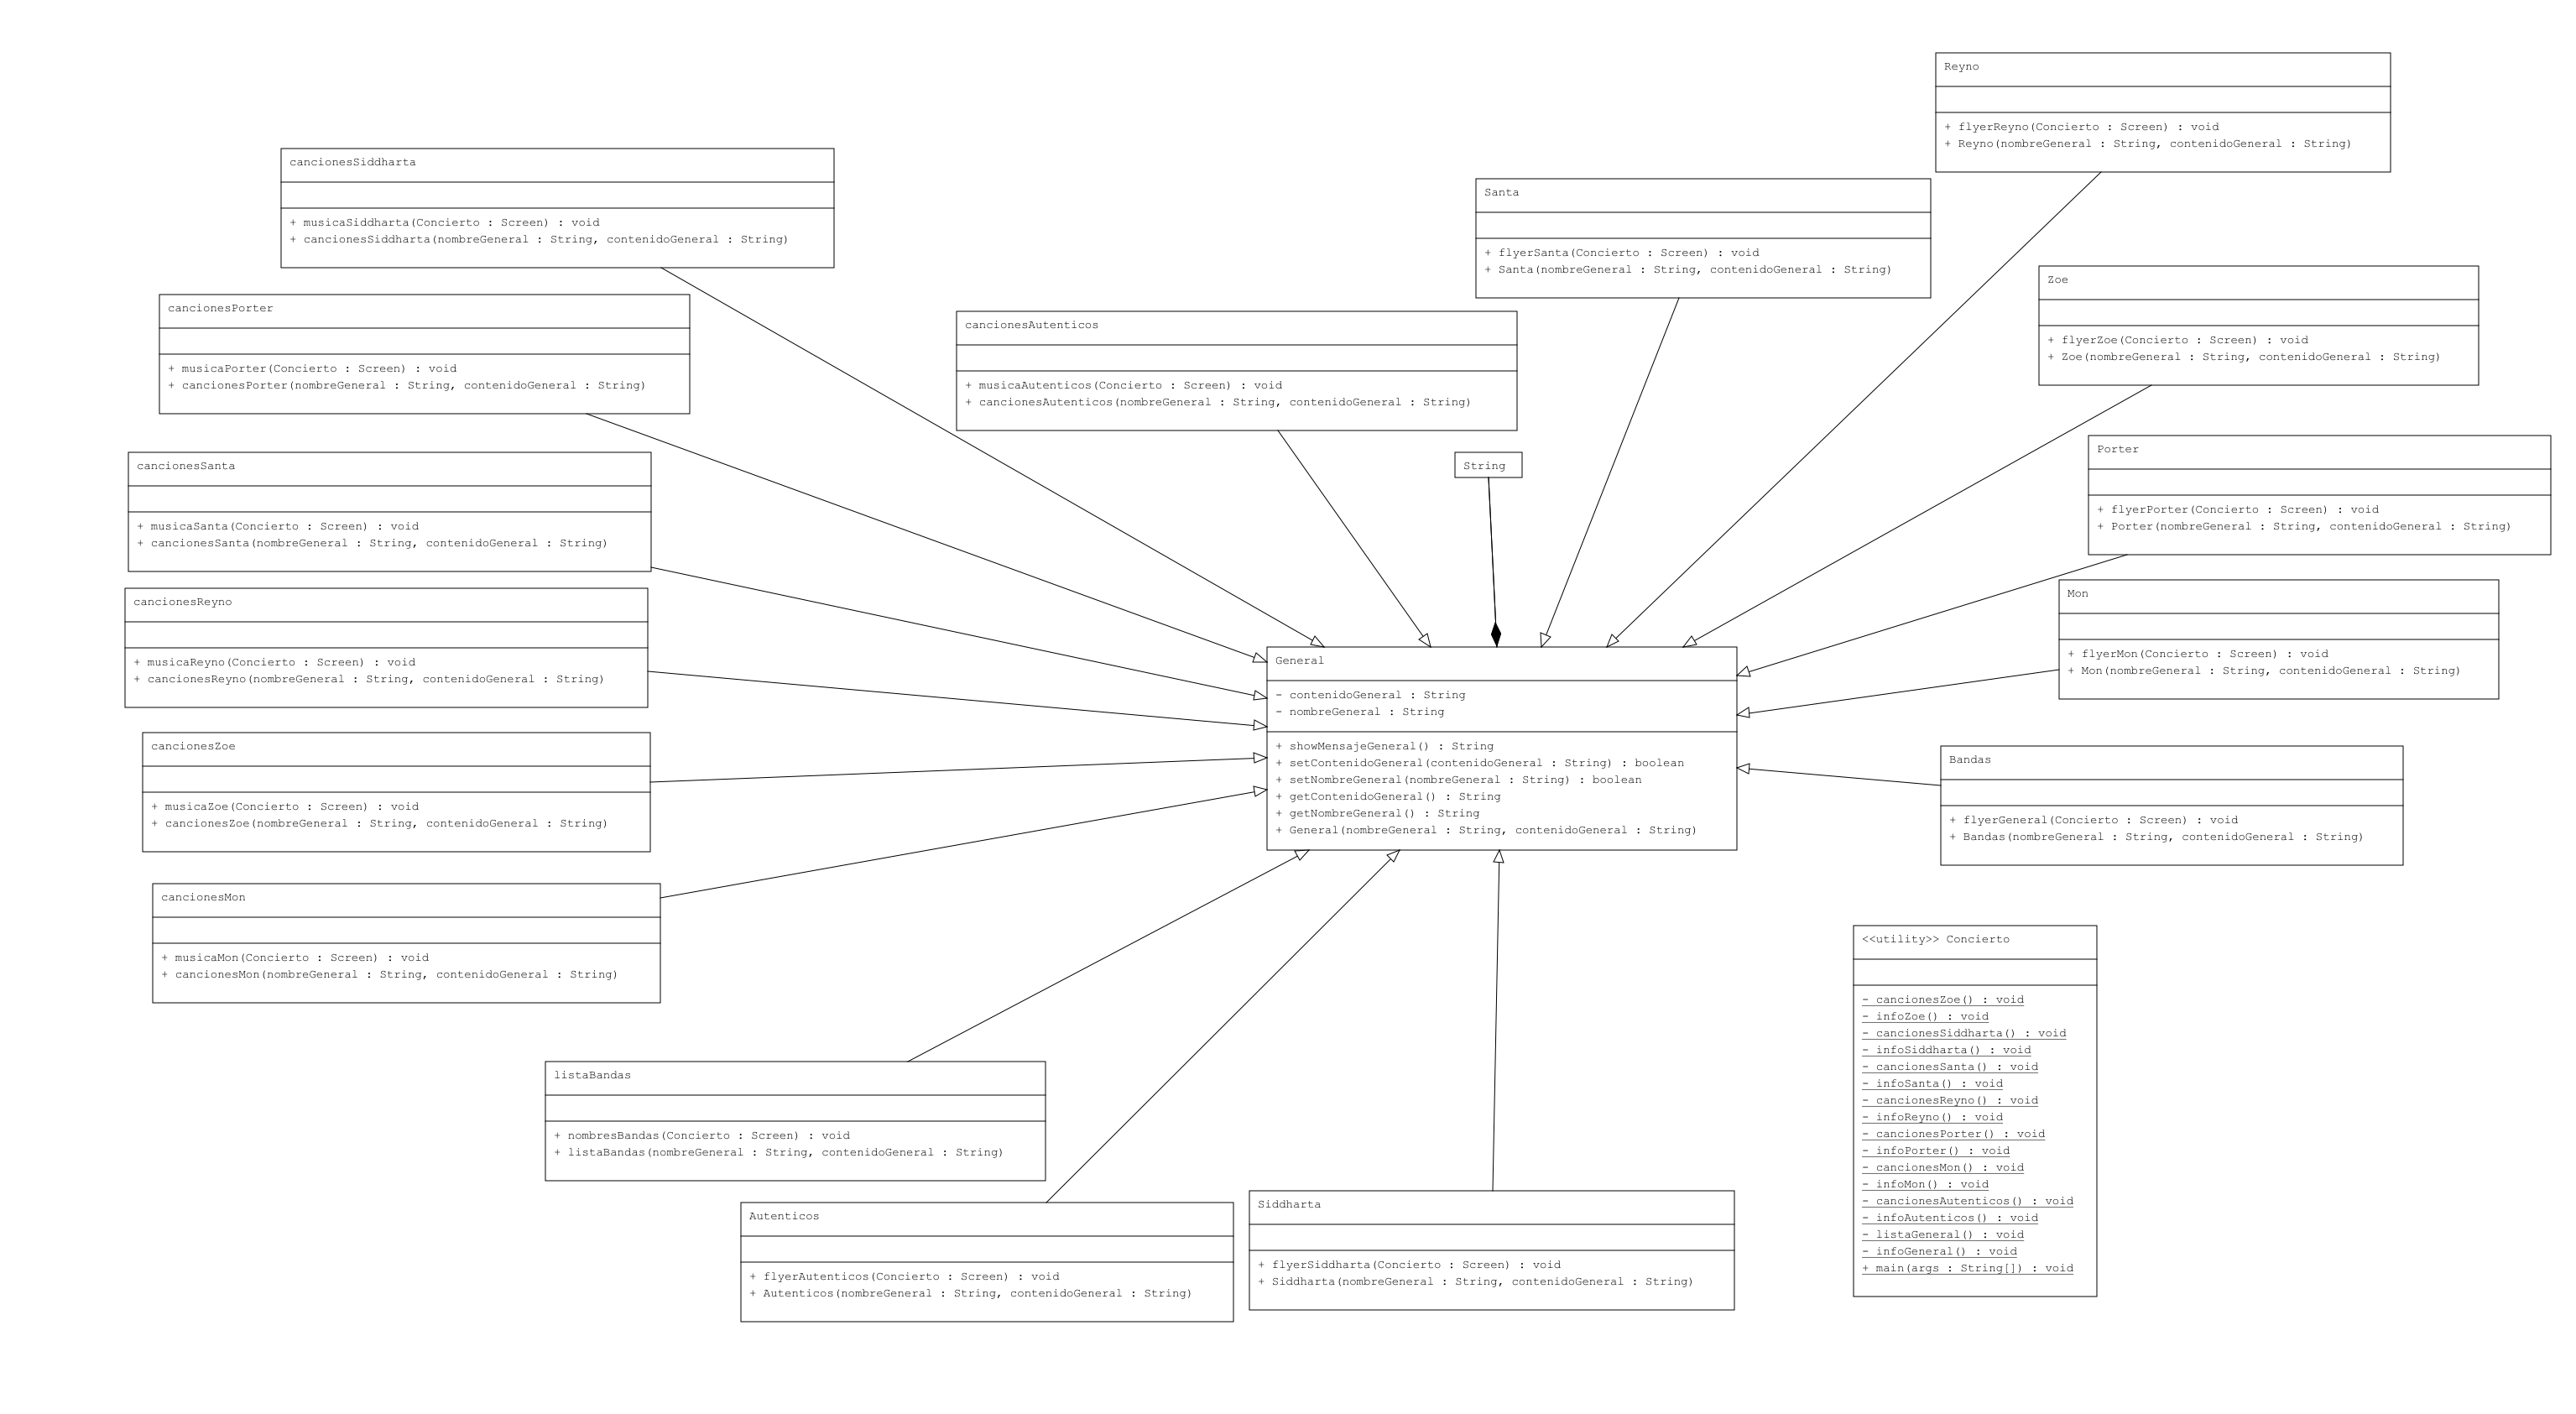 Reyno
+ flyerReyno(Concierto : Screen) : void
+ Reyno(nombreGeneral : String, contenidoGeneral : String)
cancionesSiddharta
+ musicaSiddharta(Concierto : Screen) : void
+ cancionesSiddharta(nombreGeneral : String, contenidoGeneral : String)
Santa
+ flyerSanta(Concierto : Screen) : void
+ Santa(nombreGeneral : String, contenidoGeneral : String)
Zoe
+ flyerZoe(Concierto : Screen) : void
+ Zoe(nombreGeneral : String, contenidoGeneral : String)
cancionesPorter
+ musicaPorter(Concierto : Screen) : void
+ cancionesPorter(nombreGeneral : String, contenidoGeneral : String)
cancionesAutenticos
+ musicaAutenticos(Concierto : Screen) : void
+ cancionesAutenticos(nombreGeneral : String, contenidoGeneral : String)
Porter
+ flyerPorter(Concierto : Screen) : void
+ Porter(nombreGeneral : String, contenidoGeneral : String)
cancionesSanta
+ musicaSanta(Concierto : Screen) : void
+ cancionesSanta(nombreGeneral : String, contenidoGeneral : String)
String
Mon
+ flyerMon(Concierto : Screen) : void
+ Mon(nombreGeneral : String, contenidoGeneral : String)
cancionesReyno
+ musicaReyno(Concierto : Screen) : void
+ cancionesReyno(nombreGeneral : String, contenidoGeneral : String)
General
- contenidoGeneral : String
- nombreGeneral : String
+ showMensajeGeneral() : String
+ setContenidoGeneral(contenidoGeneral : String) : boolean
+ setNombreGeneral(nombreGeneral : String) : boolean
+ getContenidoGeneral() : String
+ getNombreGeneral() : String
+ General(nombreGeneral : String, contenidoGeneral : String)
cancionesZoe
+ musicaZoe(Concierto : Screen) : void
+ cancionesZoe(nombreGeneral : String, contenidoGeneral : String)
Bandas
+ flyerGeneral(Concierto : Screen) : void
+ Bandas(nombreGeneral : String, contenidoGeneral : String)
cancionesMon
+ musicaMon(Concierto : Screen) : void
+ cancionesMon(nombreGeneral : String, contenidoGeneral : String)
<<utility>> Concierto
- cancionesZoe() : void
- infoZoe() : void
- cancionesSiddharta() : void
- infoSiddharta() : void
- cancionesSanta() : void
- infoSanta() : void
- cancionesReyno() : void
- infoReyno() : void
- cancionesPorter() : void
- infoPorter() : void
- cancionesMon() : void
- infoMon() : void
- cancionesAutenticos() : void
- infoAutenticos() : void
- listaGeneral() : void
- infoGeneral() : void
+ main(args : String[]) : void
listaBandas
+ nombresBandas(Concierto : Screen) : void
+ listaBandas(nombreGeneral : String, contenidoGeneral : String)
Autenticos
+ flyerAutenticos(Concierto : Screen) : void
+ Autenticos(nombreGeneral : String, contenidoGeneral : String)
Siddharta
+ flyerSiddharta(Concierto : Screen) : void
+ Siddharta(nombreGeneral : String, contenidoGeneral : String)